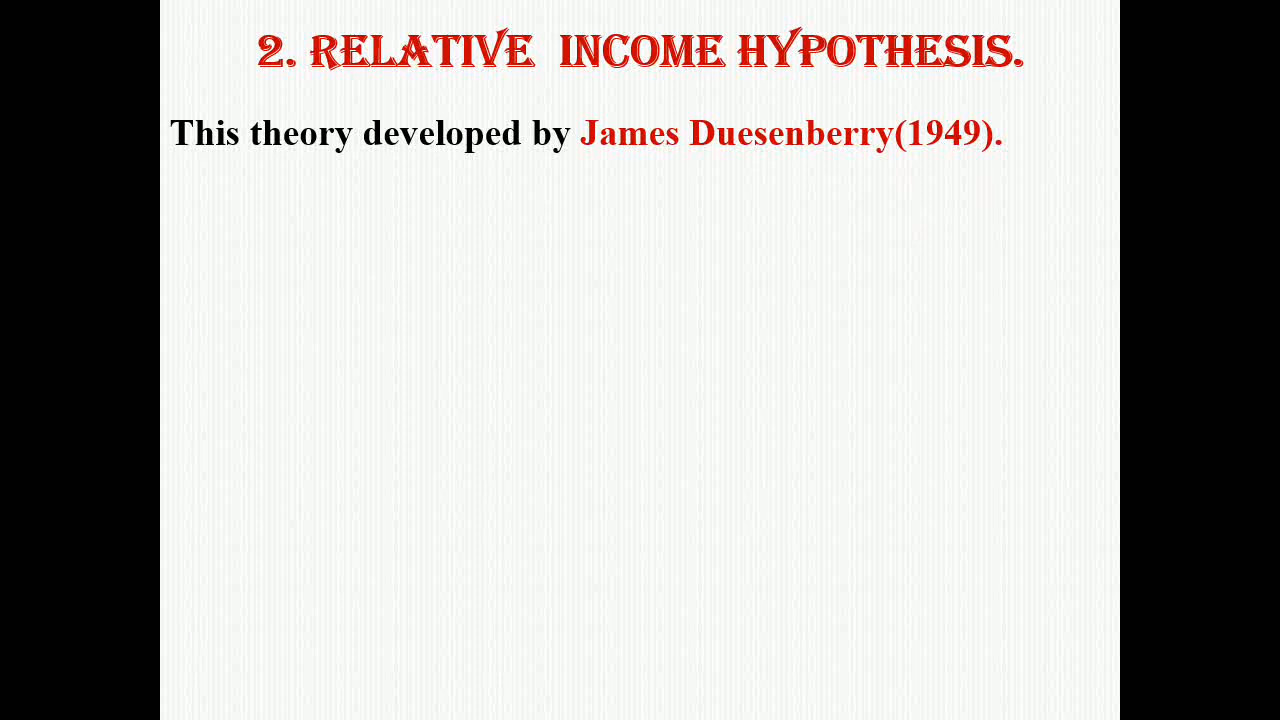 2. RELATIVE INCOME HYPOTHESIS.
This theory developed by James Duesenberry(1949).